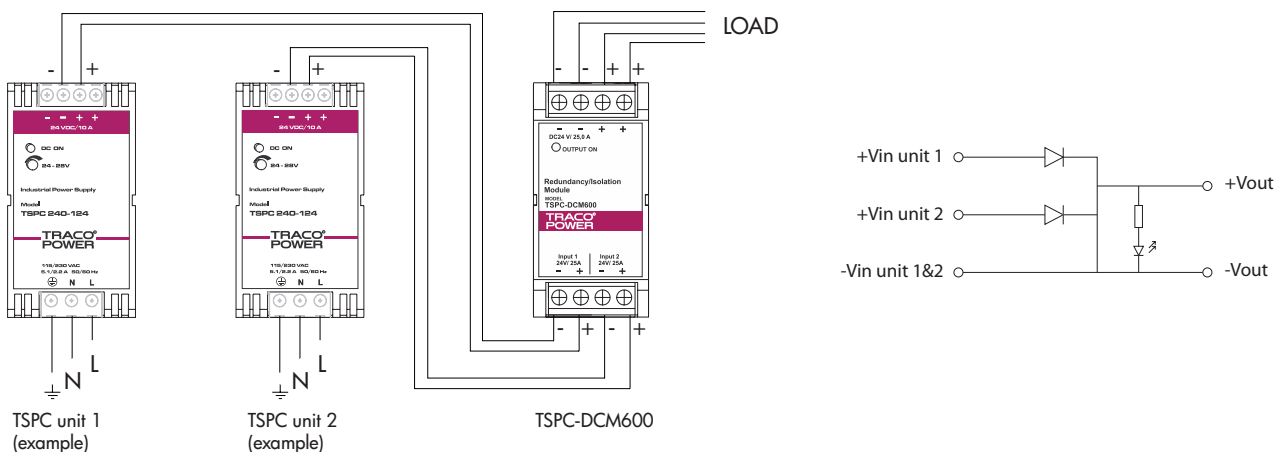 LOAD
- +
- +
- - + +
- - + +
24 VDC/10 A
DC ON
24 - 28V
Industrial Power Supply
Model
TSPC 240-124
TRACO®
POWER
115/230 VAC
5.1/2.2 A 50/60 Hz
N L
N
L
TSPC unit 1
(example)
- - + +
24 VDC/10 A
DC ON
24 - 28V
Industrial Power Supply
Model
TSPC 240-124
TRACO®
POWER
115/230 VAC
5.1/2.2 A 50/60 Hz
N L
N
L
TSPC unit 2
(example)
- - + +
DC24 V/ 25,0 A
OUTPUT ON
Redundancy/Isolation
Module
MODEL
TSPC-DCM600
TRACO®
POWER
Input 1 Input 2
24V/ 25A 24V/ 25A
- + - +
- + - +
TSPC-DCM600
+Vin unit 1
+Vin unit 2
-Vin unit 1&2
+Vout
-Vout